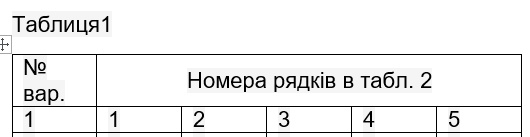 Таблиця1
№ вар. Номера рядків в табл. 2
1 1 2 3 4 5